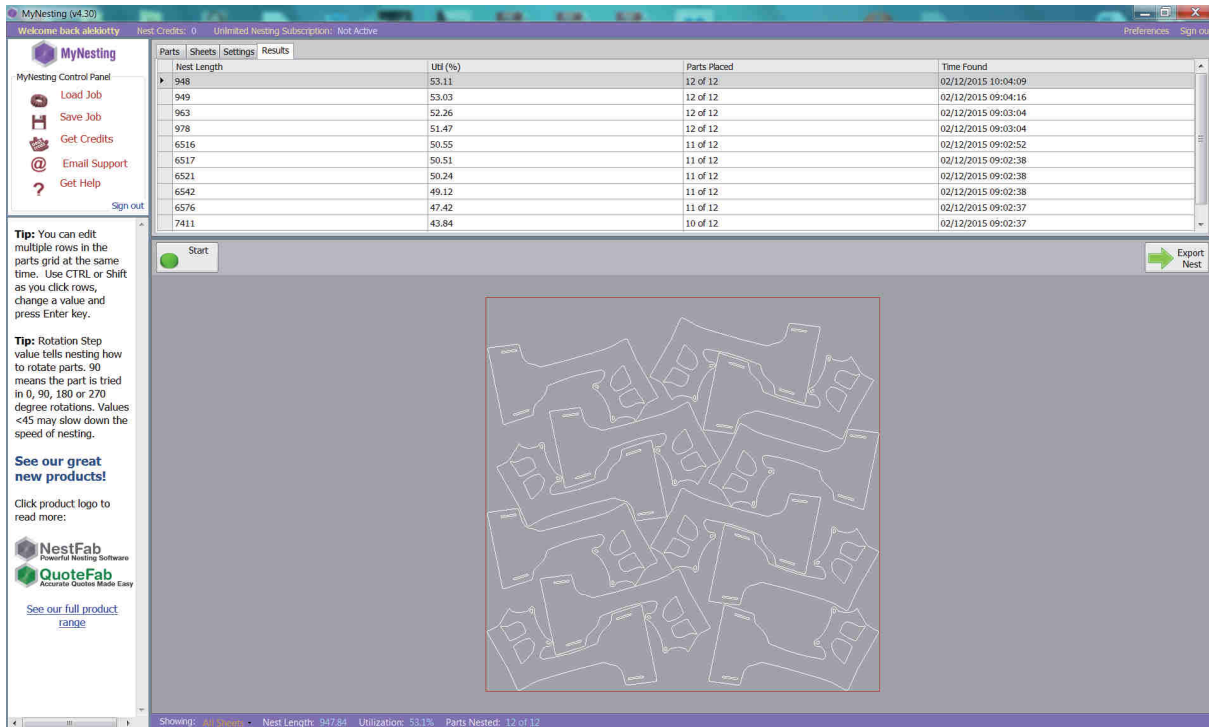 MyNesting (v4.30)
Welcome back alekiotty Nest Credits: 0 Unlimited Nesting Subscription: Not Active Preferences Sign ou
MyNesting
MyNesting Control Panel
Load Job
Save Job
Get Credits
@ Email Support
? Get Help
Sign out
Tip: You can edit
multiple rows in the
parts grid at the same
time. Use CTRL or Shift
as you click rows,
change a value and
press Enter key.
Tip: Rotation Step
value tells nesting how
to rotate parts. 90
means the part is tried
in 0, 90, 180 or 270
degree rotations. Values
<45 may slow down the
speed of nesting.
See our great
new products!
Click product logo to
read more:
NestFab
Powerful Nesting Software
QuoteFab
Accurate Quotes Made Easy
See our full product
range
Parts Sheets Settings Results
Nest Length Util (%) Parts Placed Time Found
948 53.11 12 of 12 02/12/2015 10:04:09
949 53.03 12 of 12 02/12/2015 09:04:16
963 52.26 12 of 12 02/12/2015 09:03:04
978 51.47 12 of 12 02/12/2015 09:03:04
6516 50.55 11 of 12 02/12/2015 09:02:52
6517 50.51 11 of 12 02/12/2015 09:02:38
6521 50.24 11 of 12 02/12/2015 09:02:38
6542 49.12 11 of 12 02/12/2015 09:02:38
6576 47.42 11 of 12 02/12/2015 09:02:37
7411 43.84 10 of 12 02/12/2015 09:02:37
Start
Export
Nest
Showing: All Sheets Nest Length: 947.84 Utilization: 53.1% Parts Nested: 12 of 12